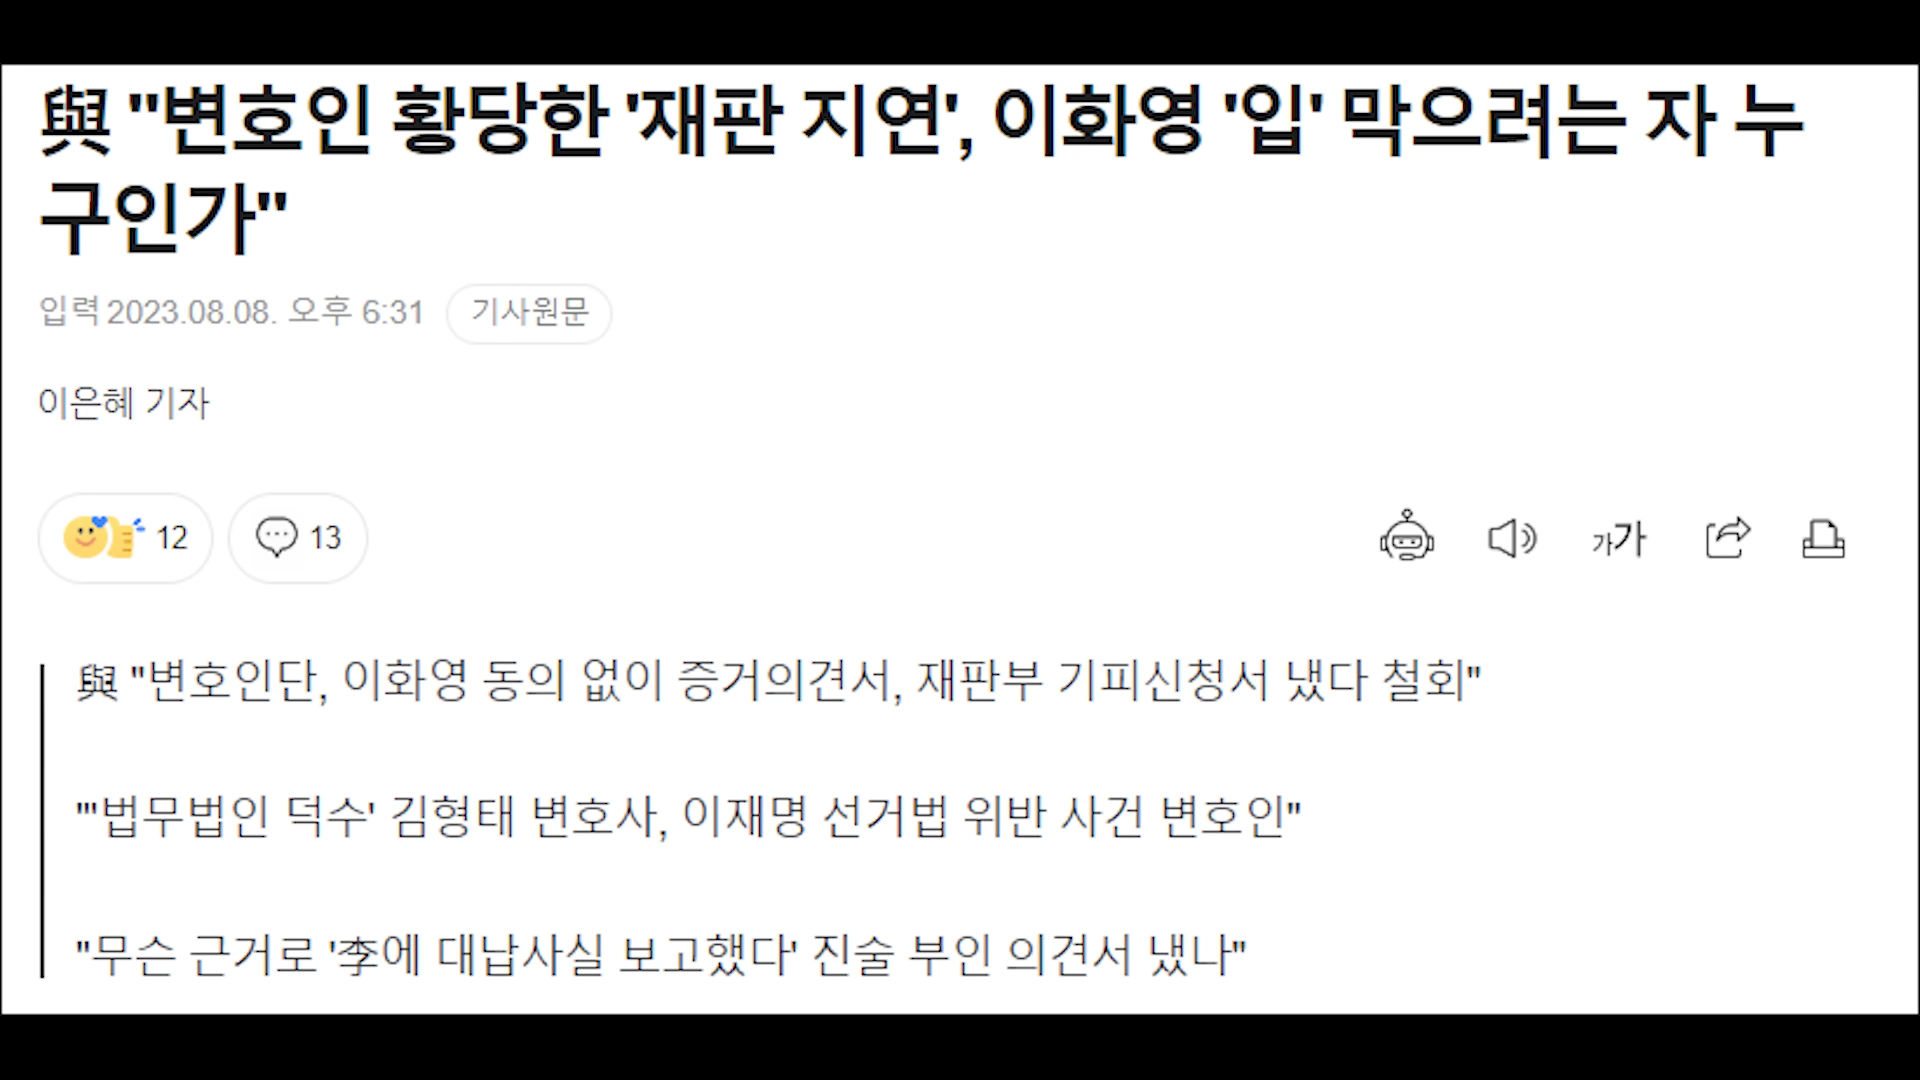 與 "변호인 황당한 '재판 지연', 이화영 '입' 막으려는 자 누
구인가"
입력 2023.08.08. 오후 6:31 기사원문
이은혜 기자
12 13 가가
與 "변호인단, 이화영 동의 없이 증거의견서, 재판부 기피신청서 냈다 철회"
"'법무법인 덕수' 김형태 변호사, 이재명 선거법 위반 사건 변호인"
"무슨 근거로 '李에 대납사실 보고했다' 진술 부인 의견서 냈나"